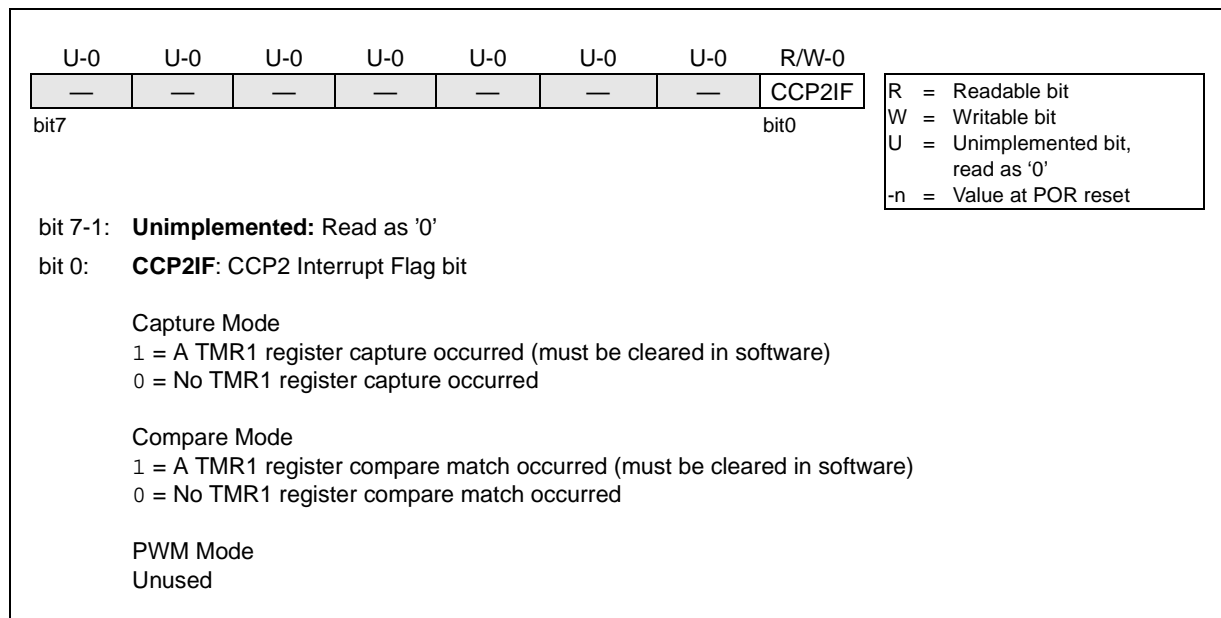 U-0 U-0 U-0 U-0 U-0 U-0 U-0 R/W-0
— — — — — — — CCP2IF
bit7 bit0
R = Readable bit
W = Writable bit
U = Unimplemented bit,
read as ‘0’
-n = Value at POR reset
bit 7-1: Unimplemented: Read as '0'
bit 0: CCP2IF: CCP2 Interrupt Flag bit
Capture Mode
1 = A TMR1 register capture occurred (must be cleared in software)
0 = No TMR1 register capture occurred
Compare Mode
1 = A TMR1 register compare match occurred (must be cleared in software)
0 = No TMR1 register compare match occurred
PWM Mode
Unused